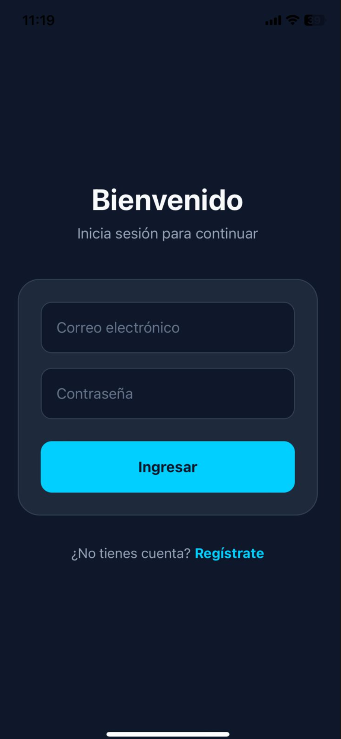 11:19
Bienvenido
Inicia sesión para continuar
Correo electrónico
Contraseña
Ingresar
¿No tienes cuenta? Regístrate